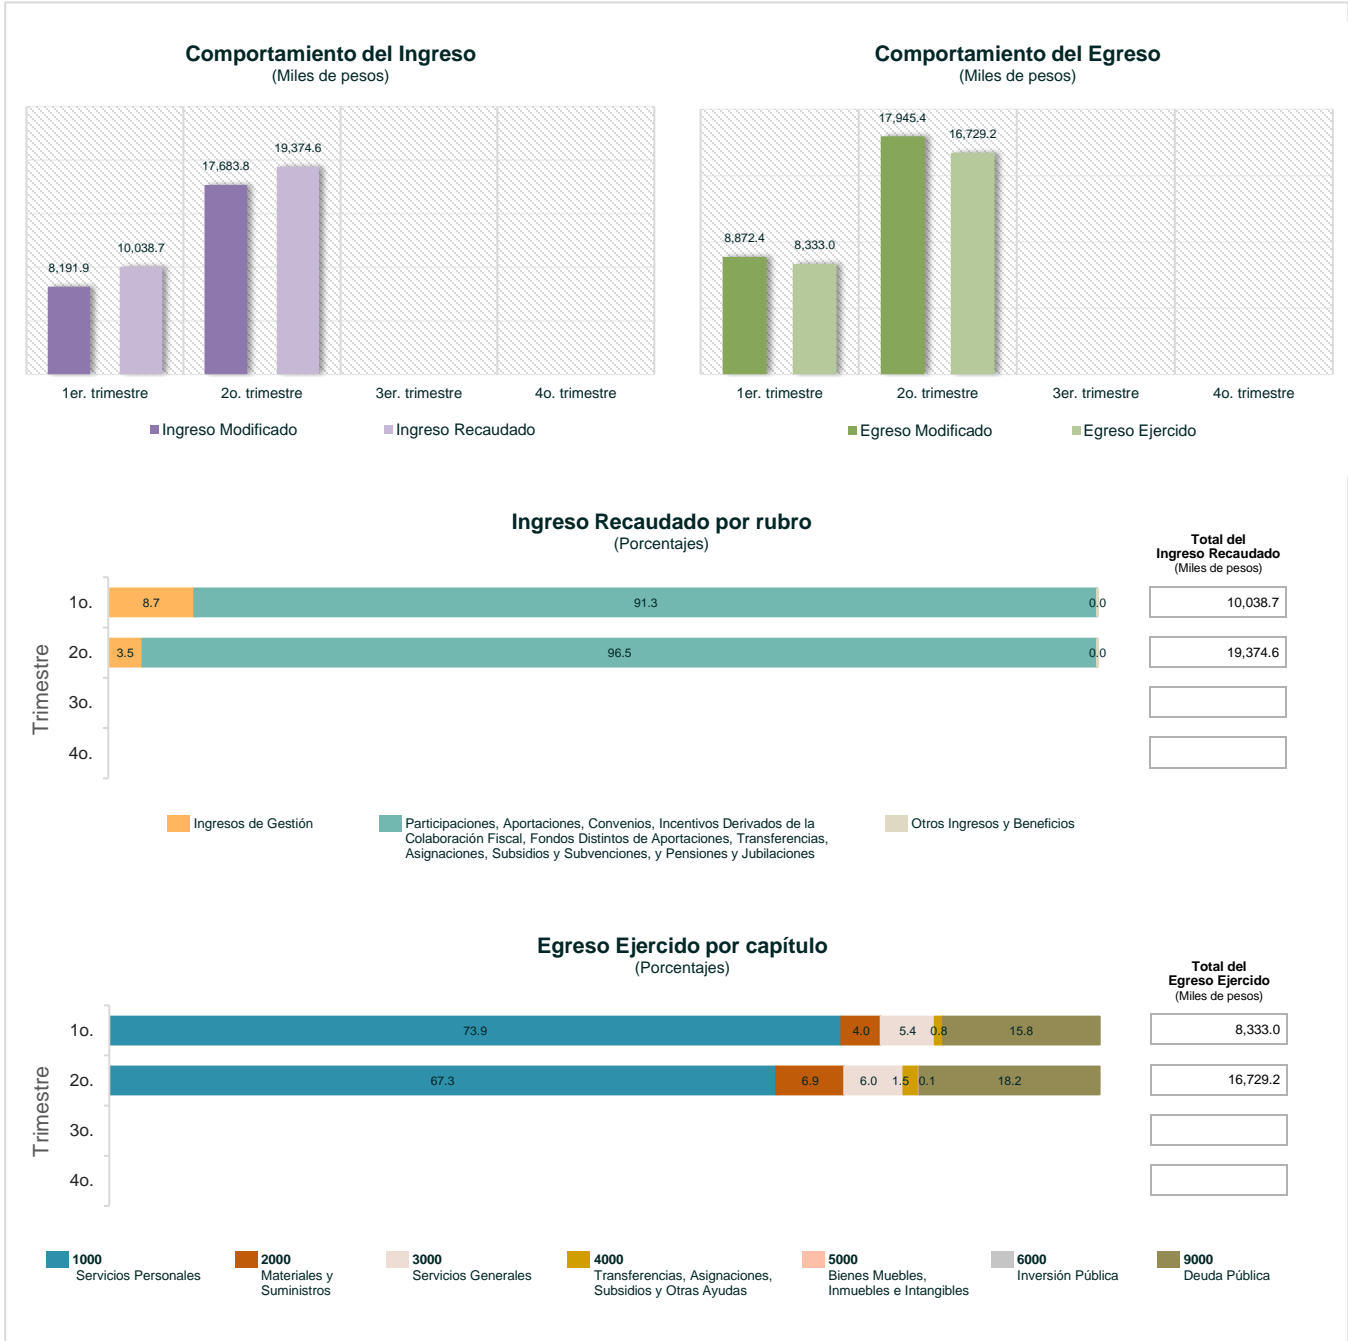 Comportamiento del Ingreso
(Miles de pesos)
8,191.9
10,038.7
17,683.8
19,374.6
1er. trimestre
2o. trimestre
3er. trimestre
4o. trimestre
Ingreso Modificado
Ingreso Recaudado
Comportamiento del Egreso
(Miles de pesos)
8,872.4
8,333.0
17,945.4
16,729.2
1er. trimestre
2o. trimestre
3er. trimestre
4o. trimestre
Egreso Modificado
Egreso Ejercido
Ingreso Recaudado por rubro
(Porcentajes)
Total del
Ingreso Recaudado
(Miles de pesos)
Trimestre
1o.
8.7
91.3
0.0
10,038.7
2o.
3.5
96.5
0.0
19,374.6
3o.
4o.
Ingresos de Gestión
Participaciones, Aportaciones, Convenios, Incentivos Derivados de la
Colaboración Fiscal, Fondos Distintos de Aportaciones, Transferencias,
Asignaciones, Subsidios y Subvenciones, y Pensiones y Jubilaciones
Otros Ingresos y Beneficios
Egreso Ejercido por capítulo
(Porcentajes)
Total del
Egreso Ejercido
(Miles de pesos)
Trimestre
1o.
73.9
4.0
5.4
0.8
15.8
8,333.0
2o.
67.3
6.9
6.0
1.5
0.1
18.2
16,729.2
3o.
4o.
1000
Servicios Personales
2000
Materiales y
Suministros
3000
Servicios Generales
4000
Transferencias, Asignaciones,
Subsidios y Otras Ayudas
5000
Bienes Muebles,
Inmuebles e Intangibles
6000
Inversión Pública
9000
Deuda Pública